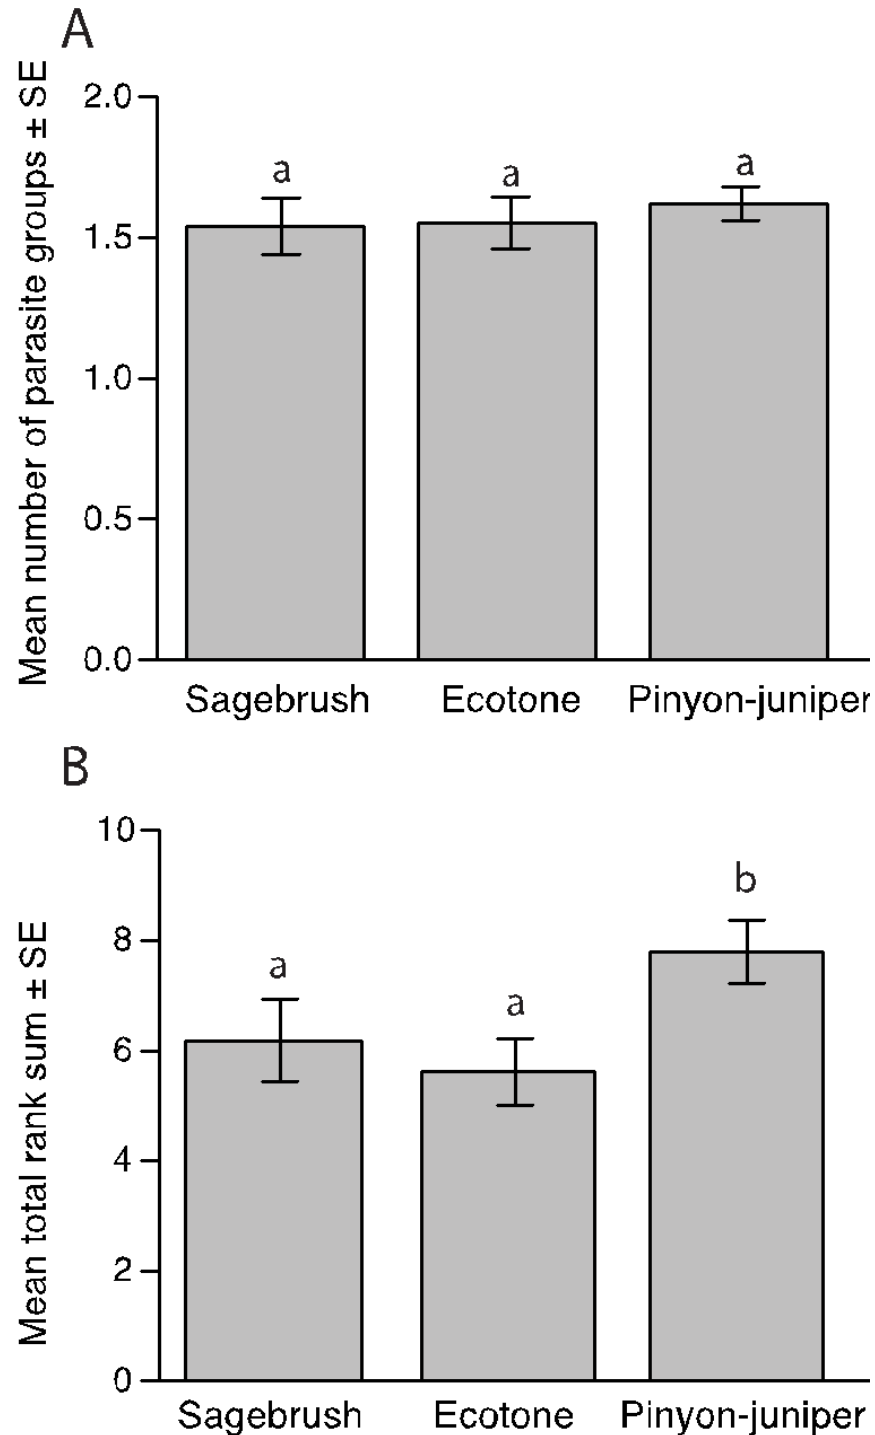 A
Mean number of parasite groups ± SE
2.0
1.5
1.0
0.5
0.0
a
a
a
Sagebrush
Ecotone
Pinyon-juniper
B
Mean total rank sum ± SE
10
8
6
4
2
0
a
a
b
Sagebrush
Ecotone
Pinyon-juniper